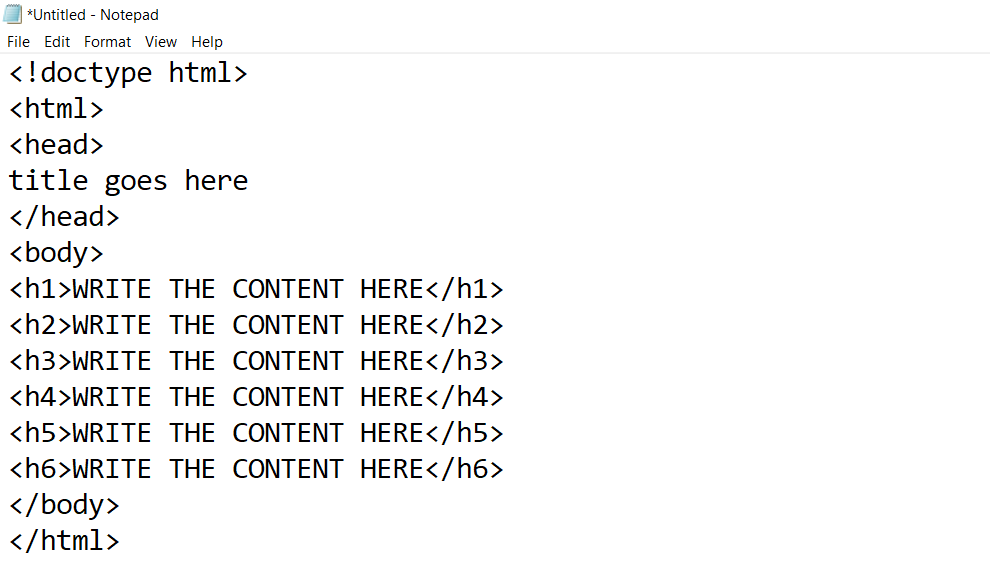 *Untitled - Notepad
File Edit Format View Help
<!doctype html>
<html>
<head>
title goes here
</head>
<body>
<h1>WRITE THE CONTENT HERE</h1>
<h2>WRITE THE CONTENT HERE</h2>
<h3>WRITE THE CONTENT HERE</h3>
<h4>WRITE THE CONTENT HERE</h4>
<h5>WRITE THE CONTENT HERE</h5>
<h6>WRITE THE CONTENT HERE</h6>
</body>
</html>